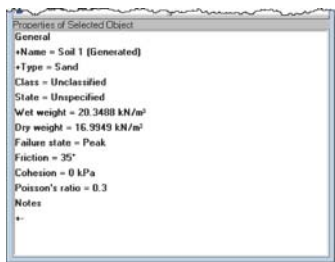 Properties of Selected Object
General
+Name = Soil 1 (Generated)
+Type = Sand
Class = Unclassified
State = Unspecified
Wet weight = 20.3488 kN/m³
Dry weight = 16.9949 kN/m³
Failure state = Peak
Friction = 35°
Cohesion = 0 kPa
Poisson's ratio = 0.3
Notes
+-